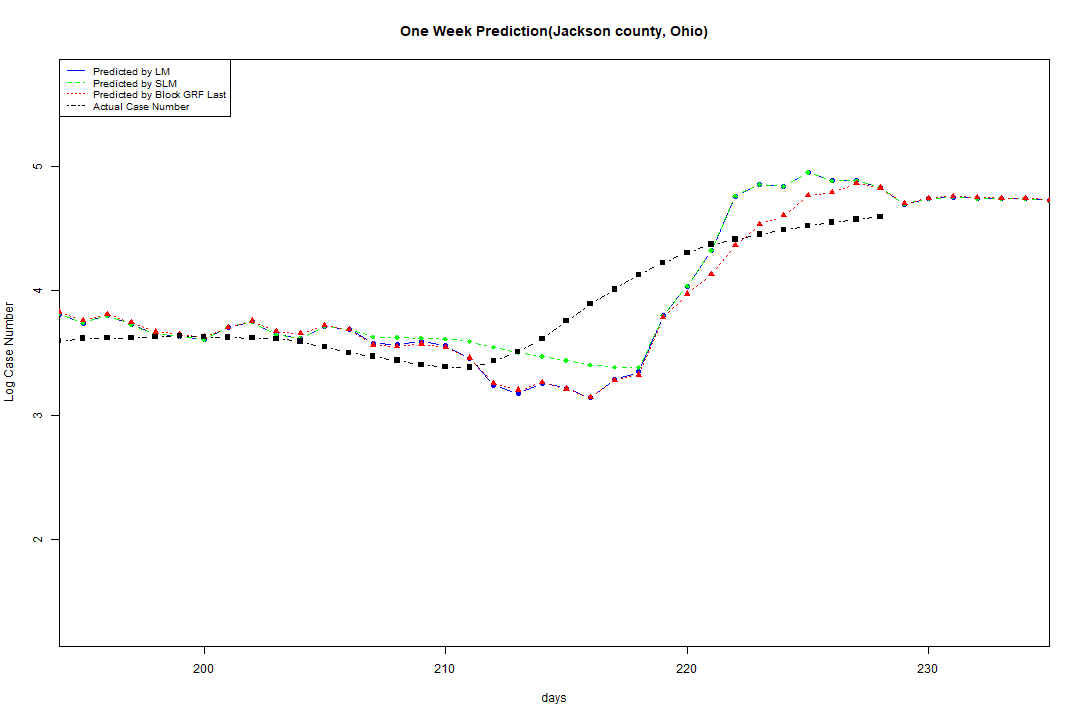 One Week Prediction(Jackson county, Ohio)
Predicted by LM
Predicted by SLM
Predicted by Block GRF Last
Actual Case Number
5
4
3
2
Log Case Number
200 210 220 230
days